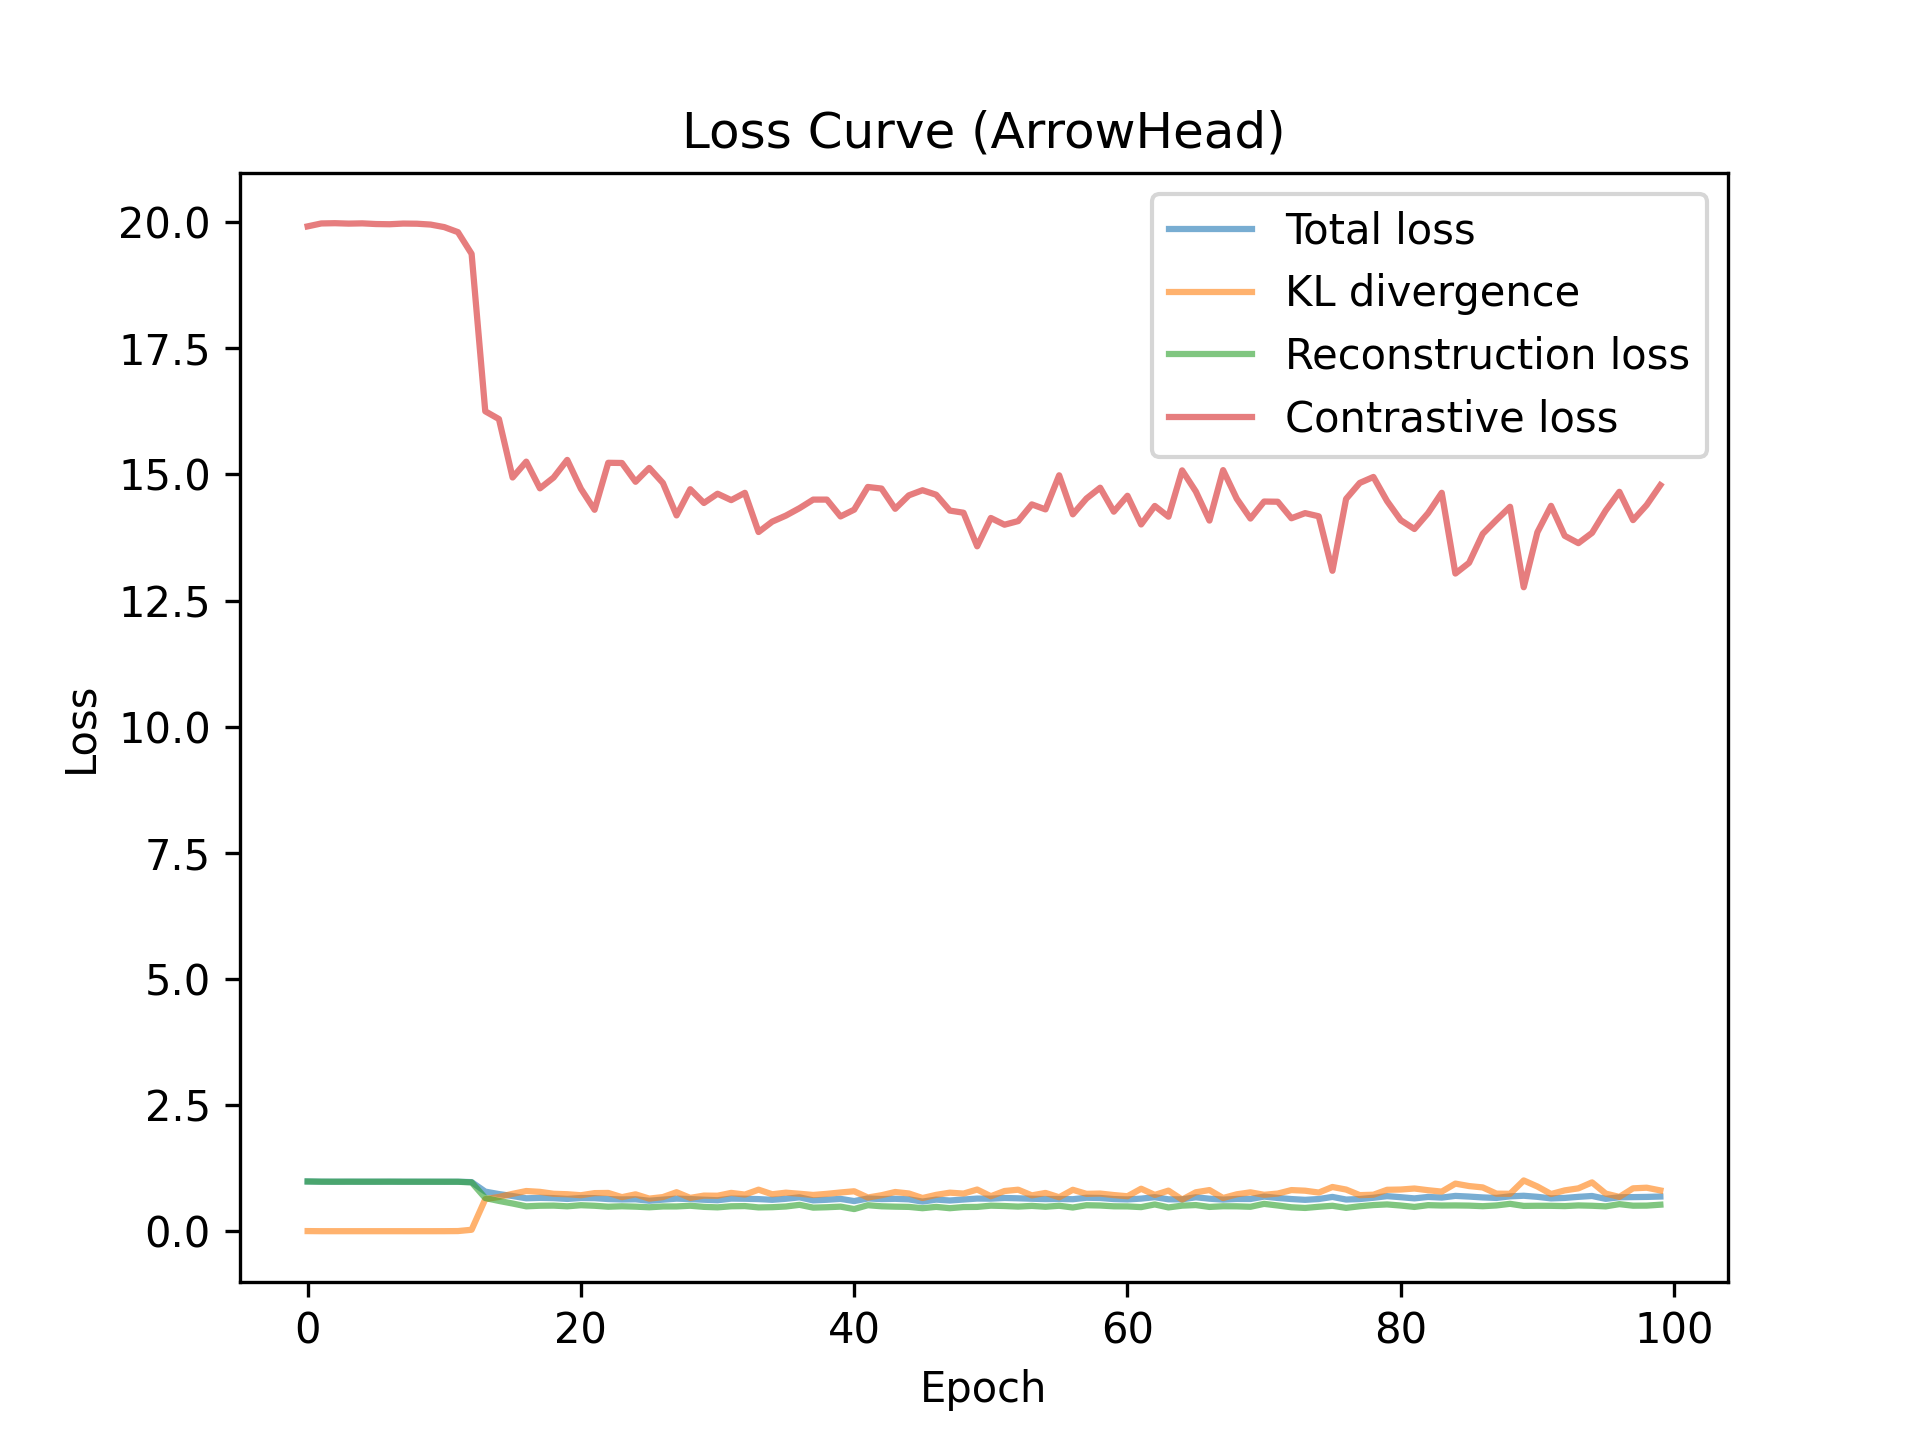 Loss Curve (ArrowHead)
Total loss
KL divergence
Reconstruction loss
Contrastive loss
20.0
17.5
15.0
12.5
10.0
7.5
5.0
2.5
0.0
Loss
0 20 40 60 80 100
Epoch